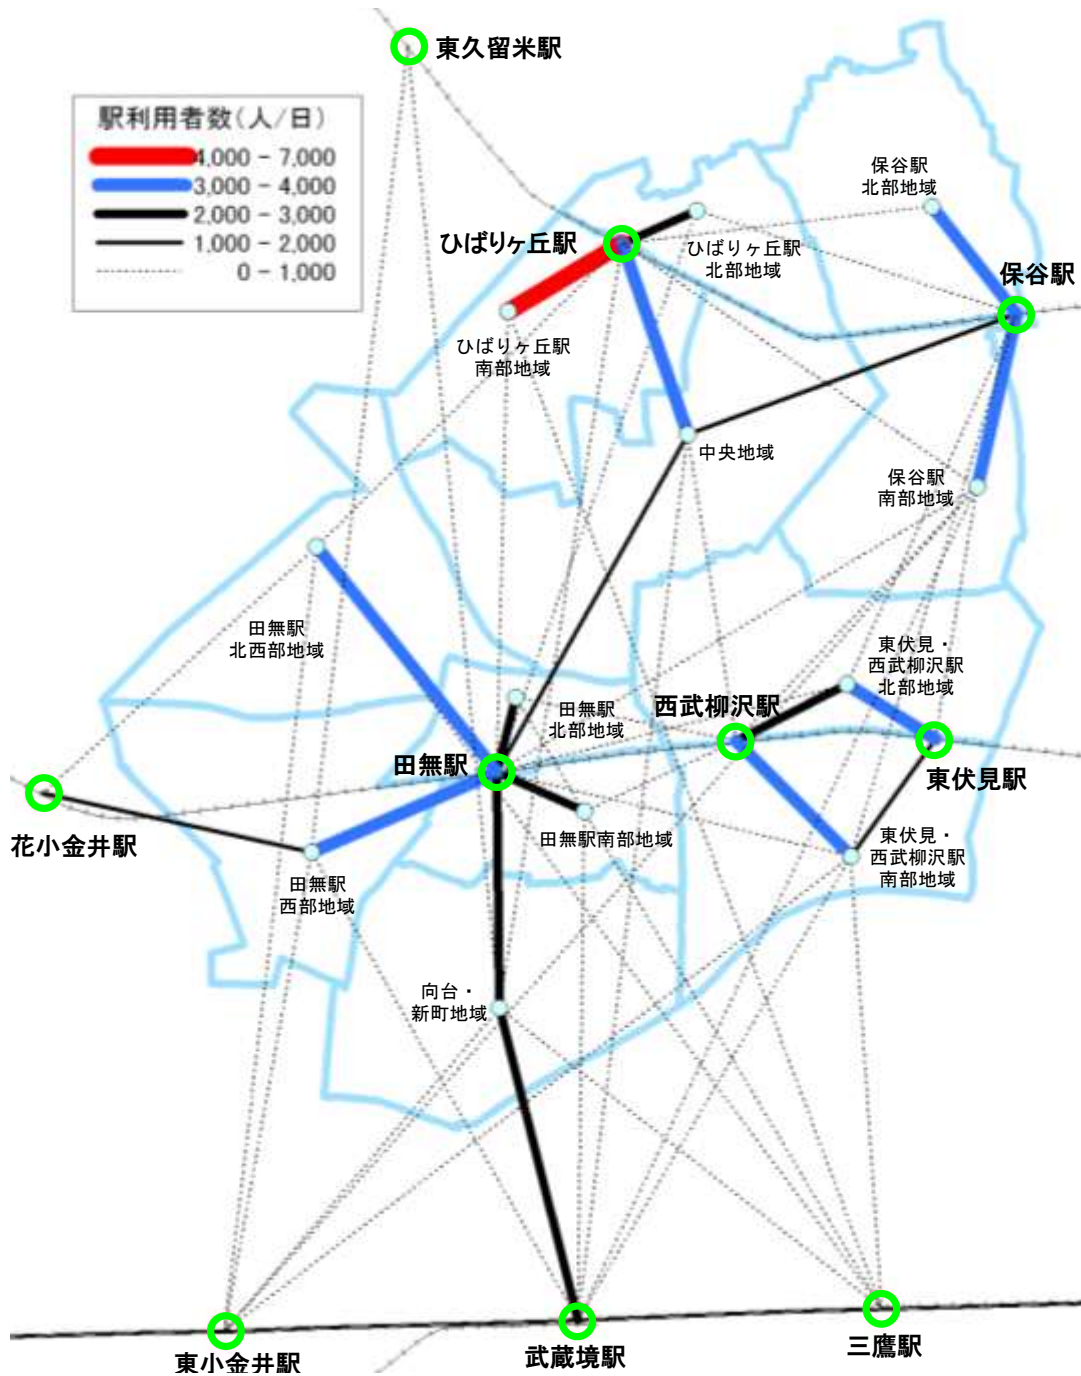 東久留米駅
駅利用者数(人/日)
4,000 - 7,000
3,000 - 4,000
2,000 - 3,000
1,000 - 2,000
0 - 1,000
保谷駅
北部地域
ひばりヶ丘駅
ひばりヶ丘駅
北部地域
保谷駅
ひばりヶ丘駅
南部地域
中央地域
保谷駅
南部地域
田無駅
北西部地域
東伏見・
西武柳沢駅
北部地域
田無駅
北部地域
西武柳沢駅
田無駅
東伏見駅
花小金井駅
田無駅南部地域
東伏見・
西武柳沢駅
南部地域
田無駅
西部地域
向台・
新町地域
東小金井駅
武蔵境駅
三鷹駅